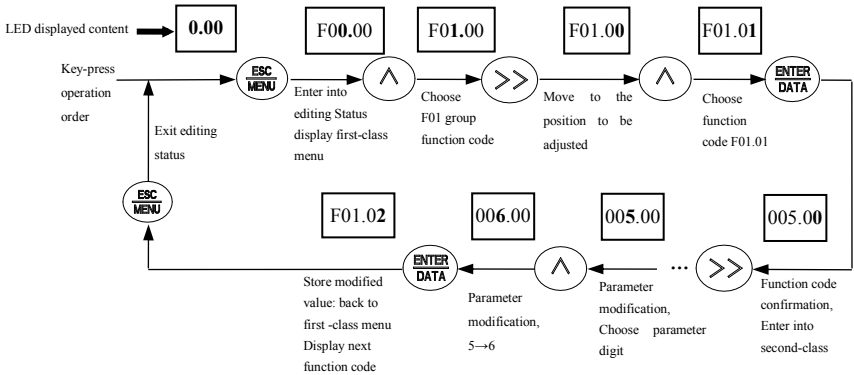 LED displayed content
0.00
F00.00
F01.00
F01.00
F01.01
Key-press
operation
order
ESC
MENU
Enter into
editing Status
display first-class
menu
∧
Choose
F01 group
function code
>>
Move to the
position to be
adjusted
∧
Choose
function
code F01.01
ENTER
DATA
Exit editing
status
ESC
MENU
F01.02
006.00
005.00
005.00
ENTER
DATA
∧
...
>>
Store modified
value: back to
first -class menu
Display next
function code
Parameter
modification,
5→6
Parameter
modification,
Choose parameter
digit
Function code
confirmation,
Enter into
second-class